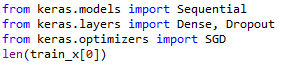 from keras.models import Sequential
from keras.layers import Dense, Dropout
from keras.optimizers import SGD
len(train_x[0])